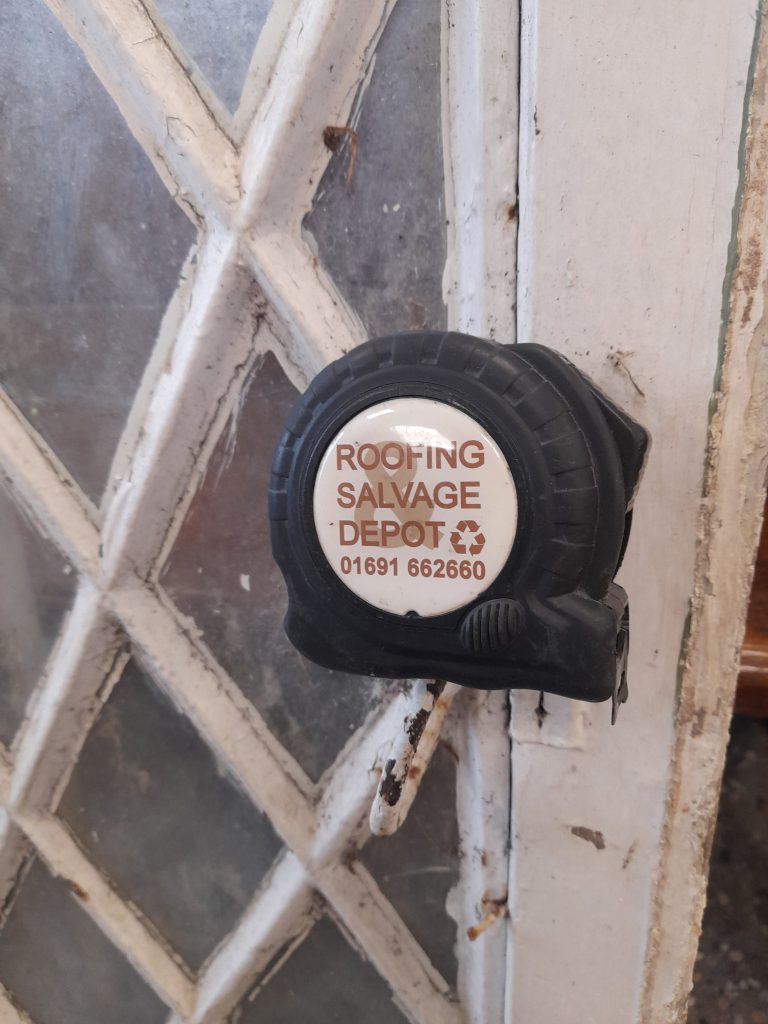 ROOFING
&
SALVAGE
DEPOT
01691 662660